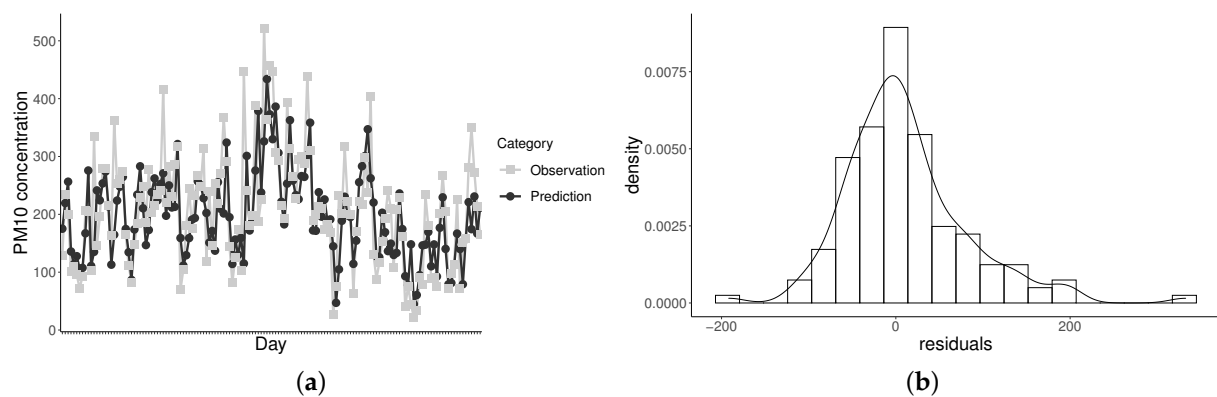 500
400
300
200
100
0
PM10 concentration
Day
Category
Observation
Prediction
(a)
0.0075
0.0050
0.0025
0.0000
density
−200
0
200
residuals
(b)